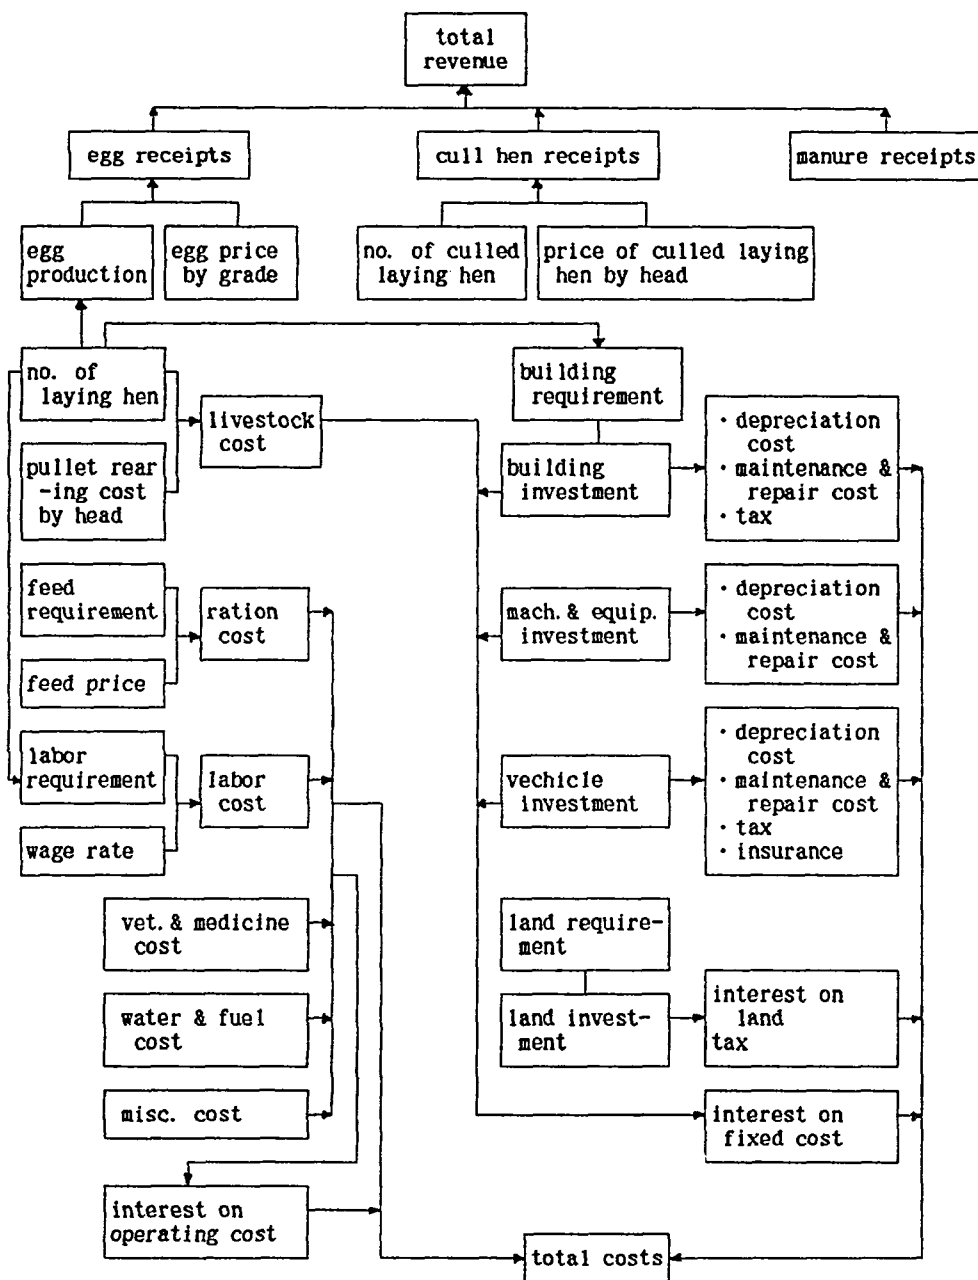 total
revenue
egg receipts
cull hen receipts
manure receipts
egg
production
egg price
by grade
no. of culled
laying hen
price of culled laying
hen by head
no. of
laying hen
building
requirement
livestock
cost
pullet rear
-ing cost
by head
building
investment
· depreciation
cost
· maintenance &
repair cost
· tax
feed
requirement
ration
cost
feed price
mach. & equip.
investment
· depreciation
cost
· maintenance &
repair cost
labor
requirement
labor
cost
wage rate
vechicle
investment
· depreciation
cost
· maintenance &
repair cost
· tax
· insurance
vet. & medicine
cost
land require-
ment
water & fuel
cost
land invest-
ment
interest on
land
tax
misc. cost
interest on
fixed cost
interest on
operating cost
total costs